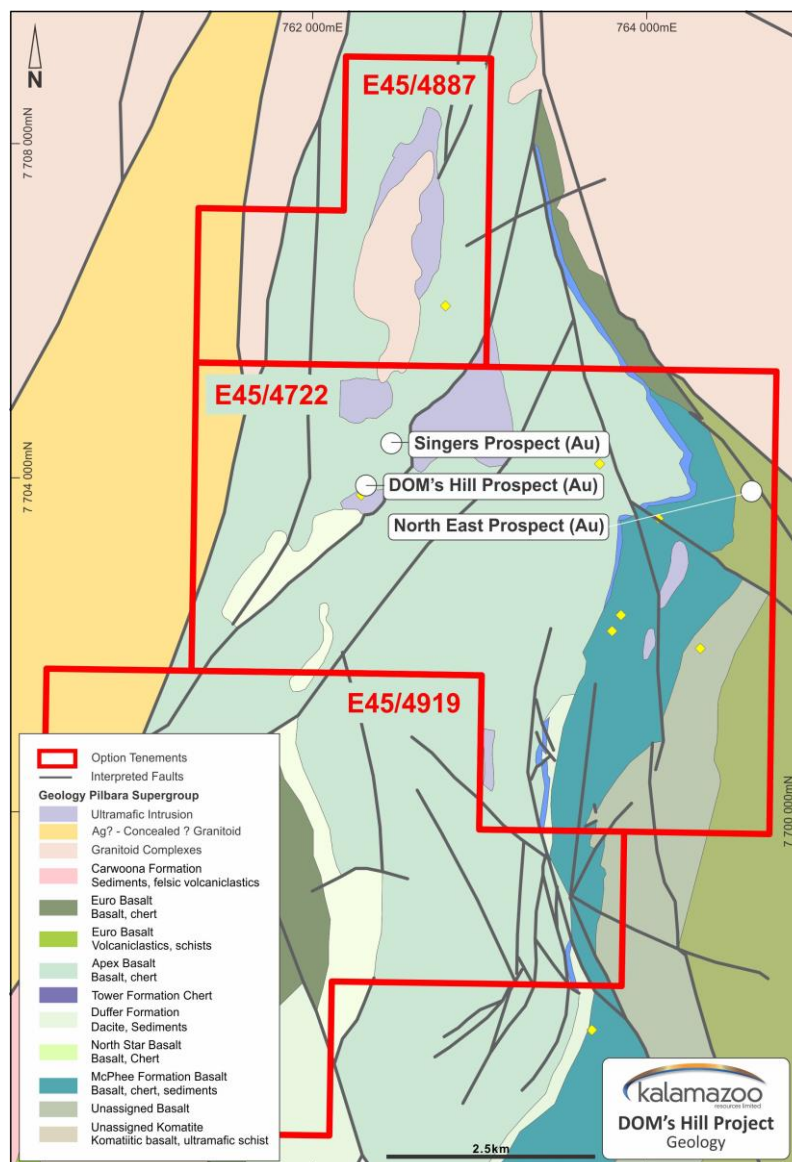 762 000mE
764 000mE
N
7 708 000mN
E45/4887
E45/4722
Singers Prospect (Au)
7 704 000mN
DOM's Hill Prospect (Au)
North East Prospect (Au)
E45/4919
7 700 000mN
Option Tenements
Interpreted Faults
Geology Pilbara Supergroup
Ultramafic Intrusion
Ag? - Concealed ? Granitoid
Granitoid Complexes
Carwoona Formation
Sediments, felsic volcaniclastics
Euro Basalt
Basalt, chert
Euro Basalt
Volcaniclastics, schists
Apex Basalt
Basalt, chert
Tower Formation Chert
Duffer Formation
Dacite, Sediments
North Star Basalt
Basalt, Chert
McPhee Formation Basalt
Basalt, chert, sediments
Unassigned Basalt
Unassigned Komatite
Komatiitic basalt, ultramafic schist
2.5km
kalamazoo
resources limited
DOM's Hill Project
Geology